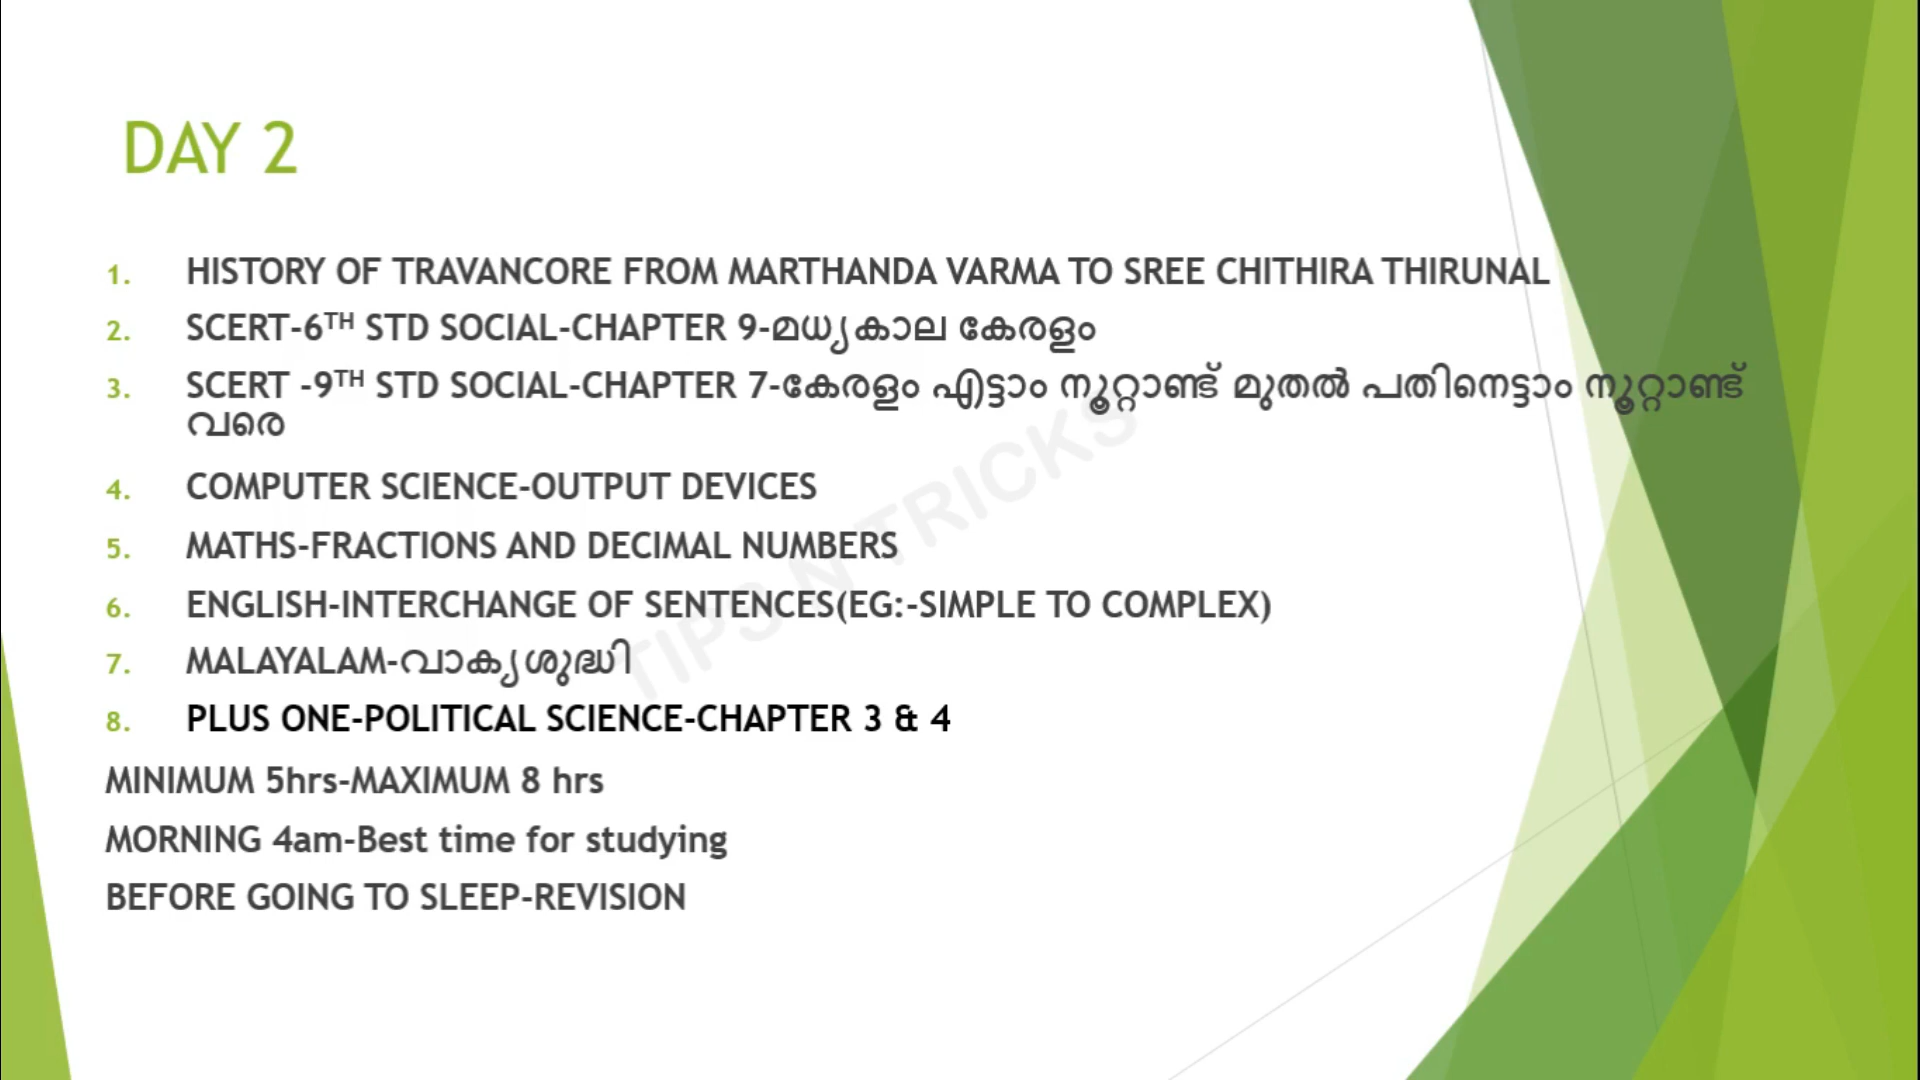 DAY 2
1. HISTORY OF TRAVANCORE FROM MARTHANDA VARMA TO SREE CHITHIRA THIRUNAL
2. SCERT-6TH STD SOCIAL-CHAPTER 9-മധ്യകാല കേരളം
3. SCERT -9TH STD SOCIAL-CHAPTER 7-കേരളം എട്ടാം നൂറ്റാണ്ട് മുതൽ പതിനെട്ടാം നൂറ്റാണ്ട്
വരെ
4. COMPUTER SCIENCE-OUTPUT DEVICES
5. MATHS-FRACTIONS AND DECIMAL NUMBERS
6. ENGLISH-INTERCHANGE OF SENTENCES(EG:-SIMPLE TO COMPLEX)
7. MALAYALAM-വാക്യശുദ്ധി
8. PLUS ONE-POLITICAL SCIENCE-CHAPTER 3 & 4
MINIMUM 5hrs-MAXIMUM 8 hrs
MORNING 4am-Best time for studying
BEFORE GOING TO SLEEP-REVISION
TIPS N TRICKS